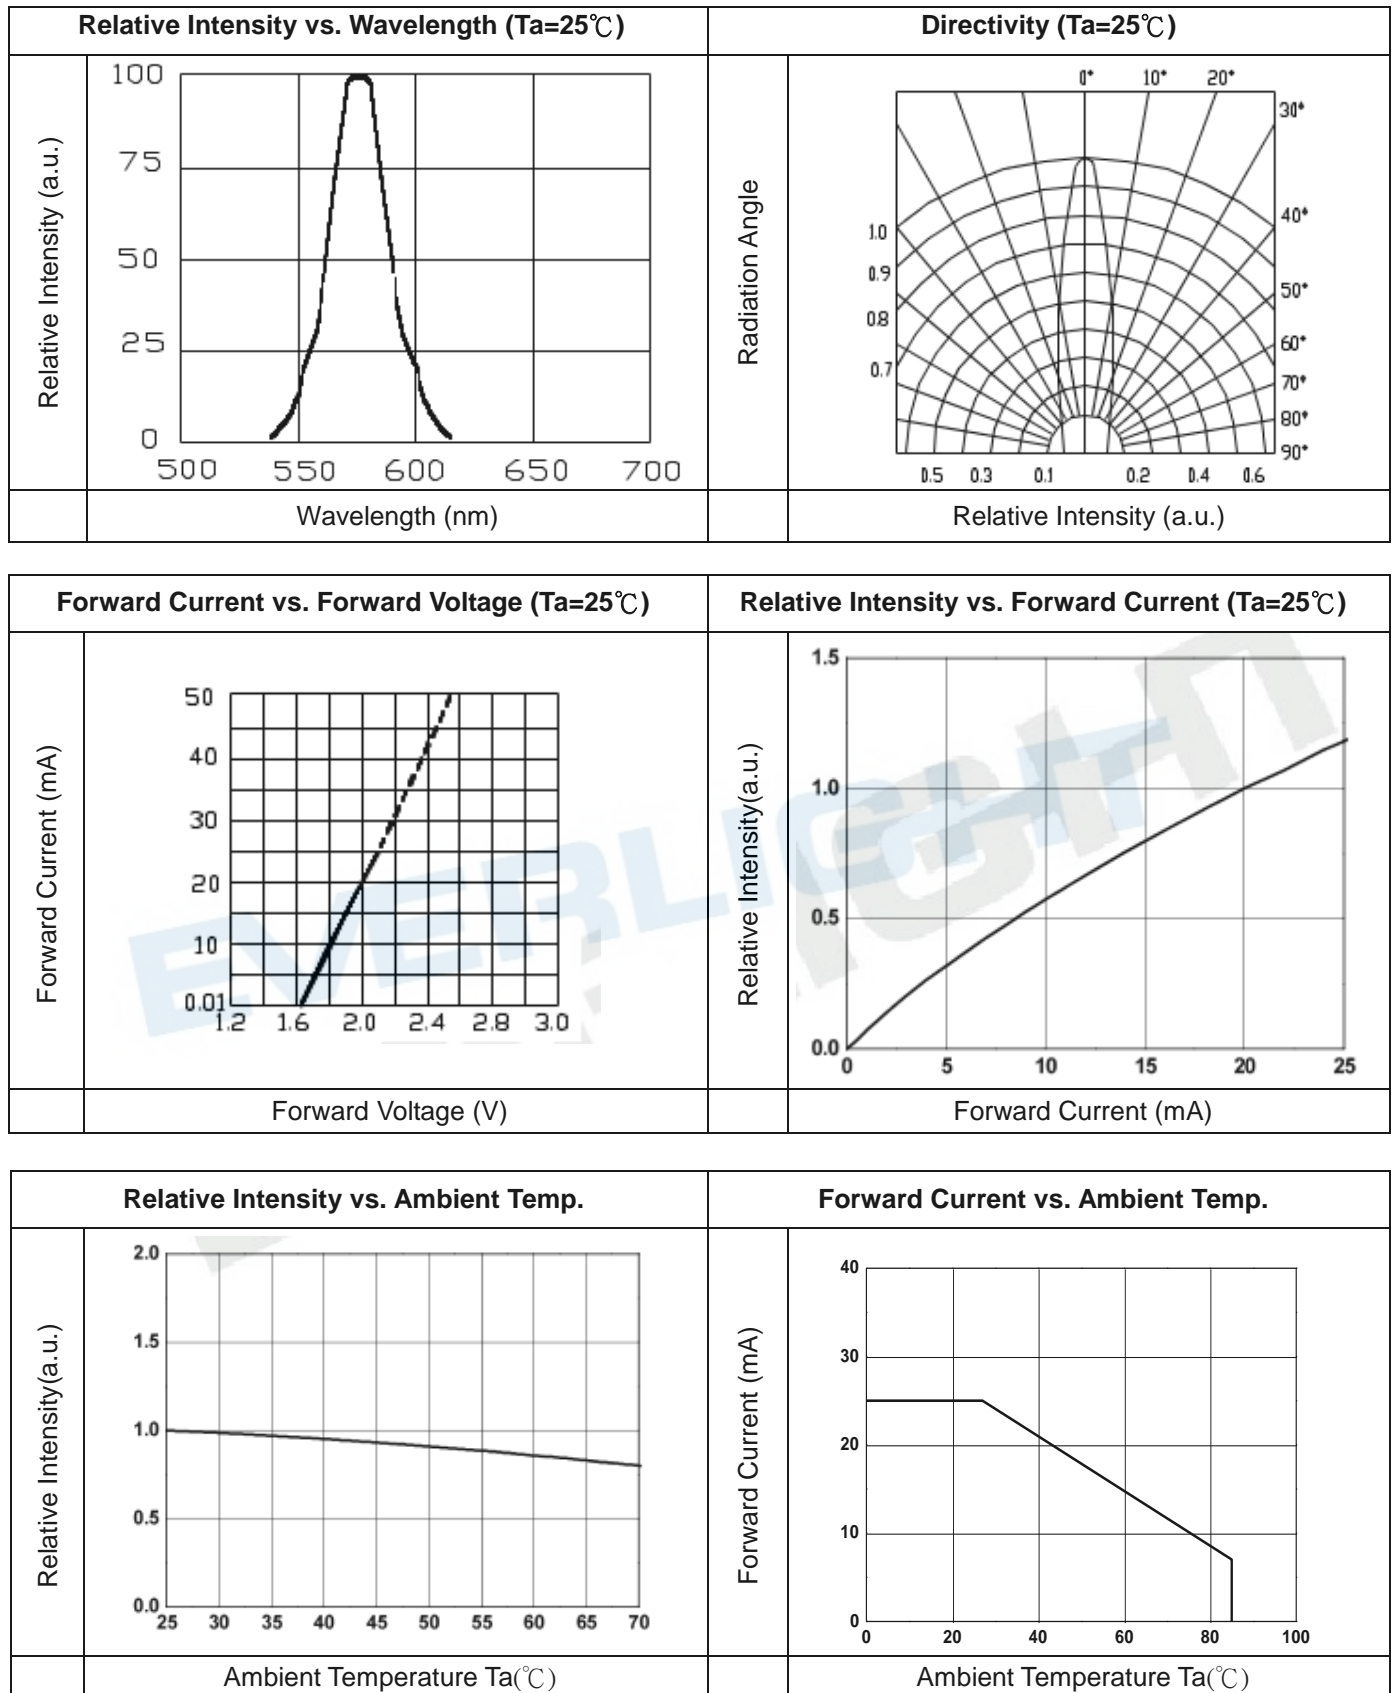 Relative Intensity vs. Wavelength (Ta=25℃)
Relative Intensity (a.u.)
100
75
50
25
0
500 550 600 650 700
Wavelength (nm)
Directivity (Ta=25℃)
Radiation Angle
0° 10° 20°
30°
40°
50°
60°
70°
80°
90°
1.0
0.9
0.8
0.7
0.5 0.3 0.1 0.2 0.4 0.6
Relative Intensity (a.u.)
Forward Current vs. Forward Voltage (Ta=25℃)
Forward Current (mA)
50
40
30
20
10
0.01
1.2 1.6 2.0 2.4 2.8 3.0
Forward Voltage (V)
Relative Intensity vs. Forward Current (Ta=25℃)
Relative Intensity(a.u.)
1.5
1.0
0.5
0.0
0 5 10 15 20 25
Forward Current (mA)
EVERLIGHT
Relative Intensity vs. Ambient Temp.
Relative Intensity(a.u.)
2.0
1.5
1.0
0.5
0.0
25 30 35 40 45 50 55 60 65 70
Ambient Temperature Ta(℃)
Forward Current vs. Ambient Temp.
Forward Current (mA)
40
30
20
10
0
0 20 40 60 80 100
Ambient Temperature Ta(℃)